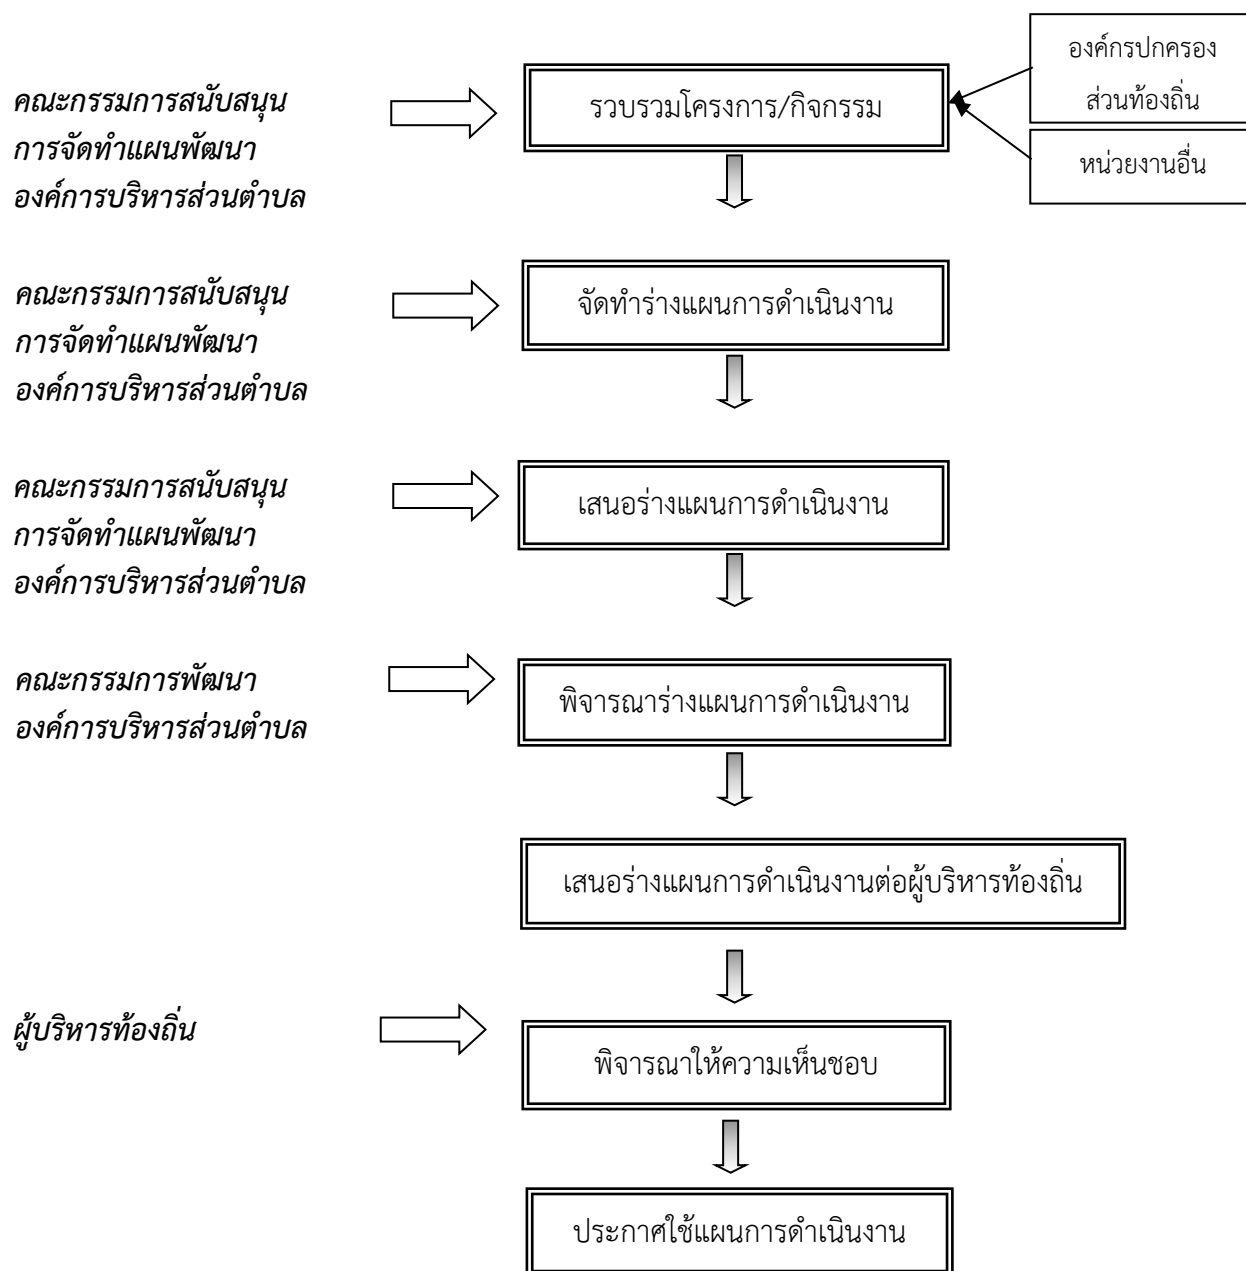 องค์กรปกครอง
ส่วนท้องถิ่น
คณะกรรมการสนับสนุน
การจัดทำแผนพัฒนา
องค์การบริหารส่วนตำบล
รวบรวมโครงการ/กิจกรรม
หน่วยงานอื่น
คณะกรรมการสนับสนุน
การจัดทำแผนพัฒนา
องค์การบริหารส่วนตำบล
จัดทำร่างแผนการดำเนินงาน
คณะกรรมการสนับสนุน
การจัดทำแผนพัฒนา
องค์การบริหารส่วนตำบล
เสนอร่างแผนการดำเนินงาน
คณะกรรมการพัฒนา
องค์การบริหารส่วนตำบล
พิจารณาร่างแผนการดำเนินงาน
เสนอร่างแผนการดำเนินงานต่อผู้บริหารท้องถิ่น
ผู้บริหารท้องถิ่น
พิจารณาให้ความเห็นชอบ
ประกาศใช้แผนการดำเนินงาน